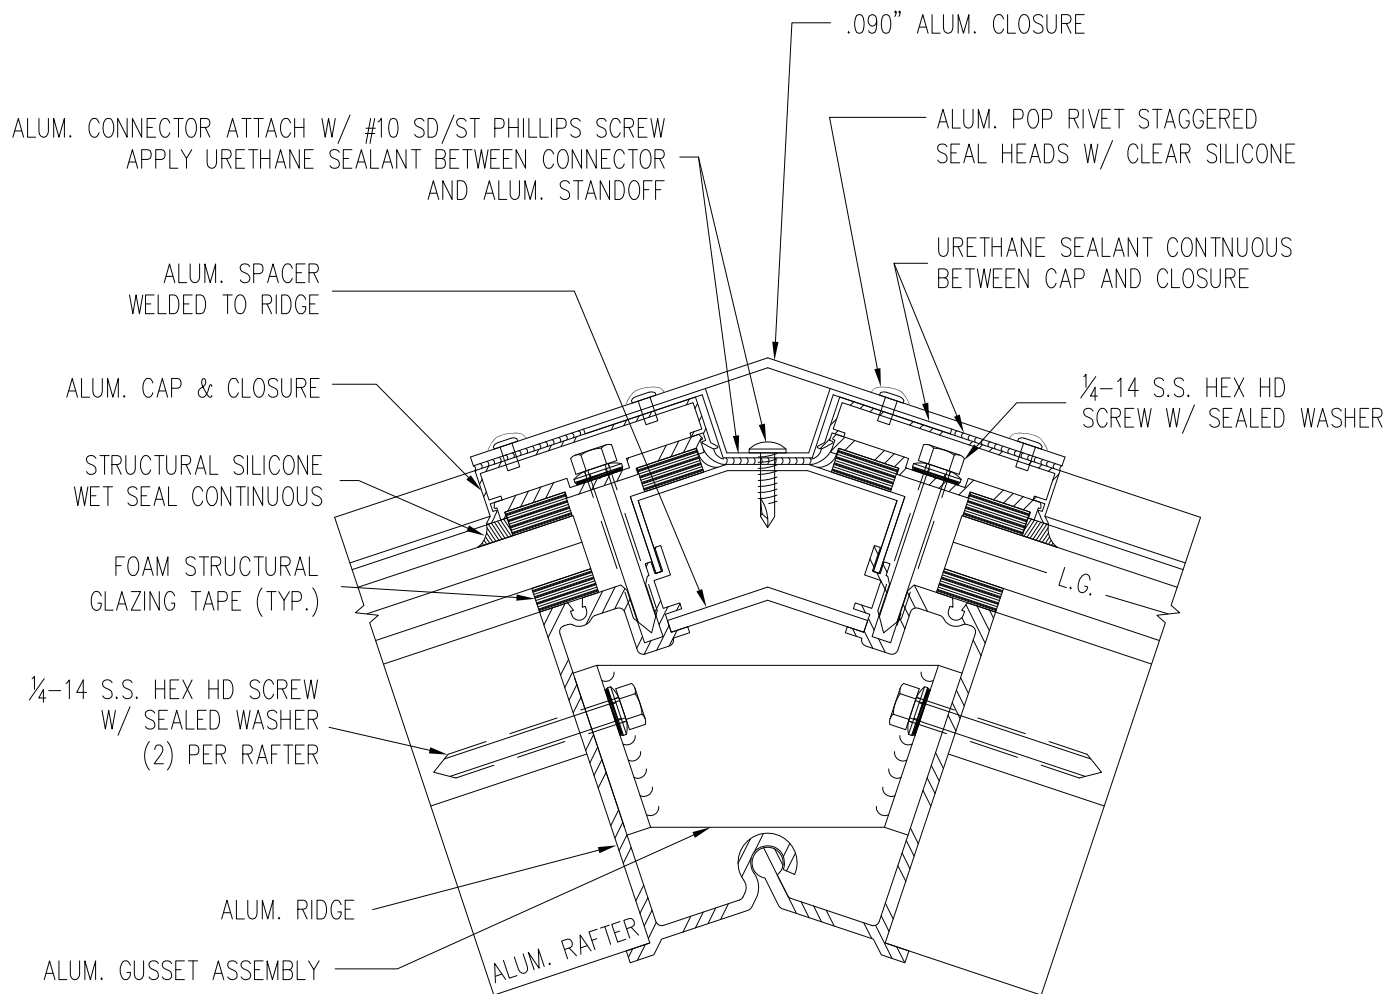 .090” ALUM. CLOSURE
ALUM. CONNECTOR ATTACH W/ #10 SD/ST PHILLIPS SCREW
APPLY URETHANE SEALANT BETWEEN CONNECTOR
AND ALUM. STANDOFF
ALUM. POP RIVET STAGGERED
SEAL HEADS W/ CLEAR SILICONE
URETHANE SEALANT CONTNUOUS
BETWEEN CAP AND CLOSURE
ALUM. SPACER
WELDED TO RIDGE
ALUM. CAP & CLOSURE
¼-14 S.S. HEX HD
SCREW W/ SEALED WASHER
STRUCTURAL SILICONE
WET SEAL CONTINUOUS
FOAM STRUCTURAL
GLAZING TAPE (TYP.)
L.G.
¼-14 S.S. HEX HD SCREW
W/ SEALED WASHER
(2) PER RAFTER
ALUM. RIDGE
ALUM. RAFTER
ALUM. GUSSET ASSEMBLY